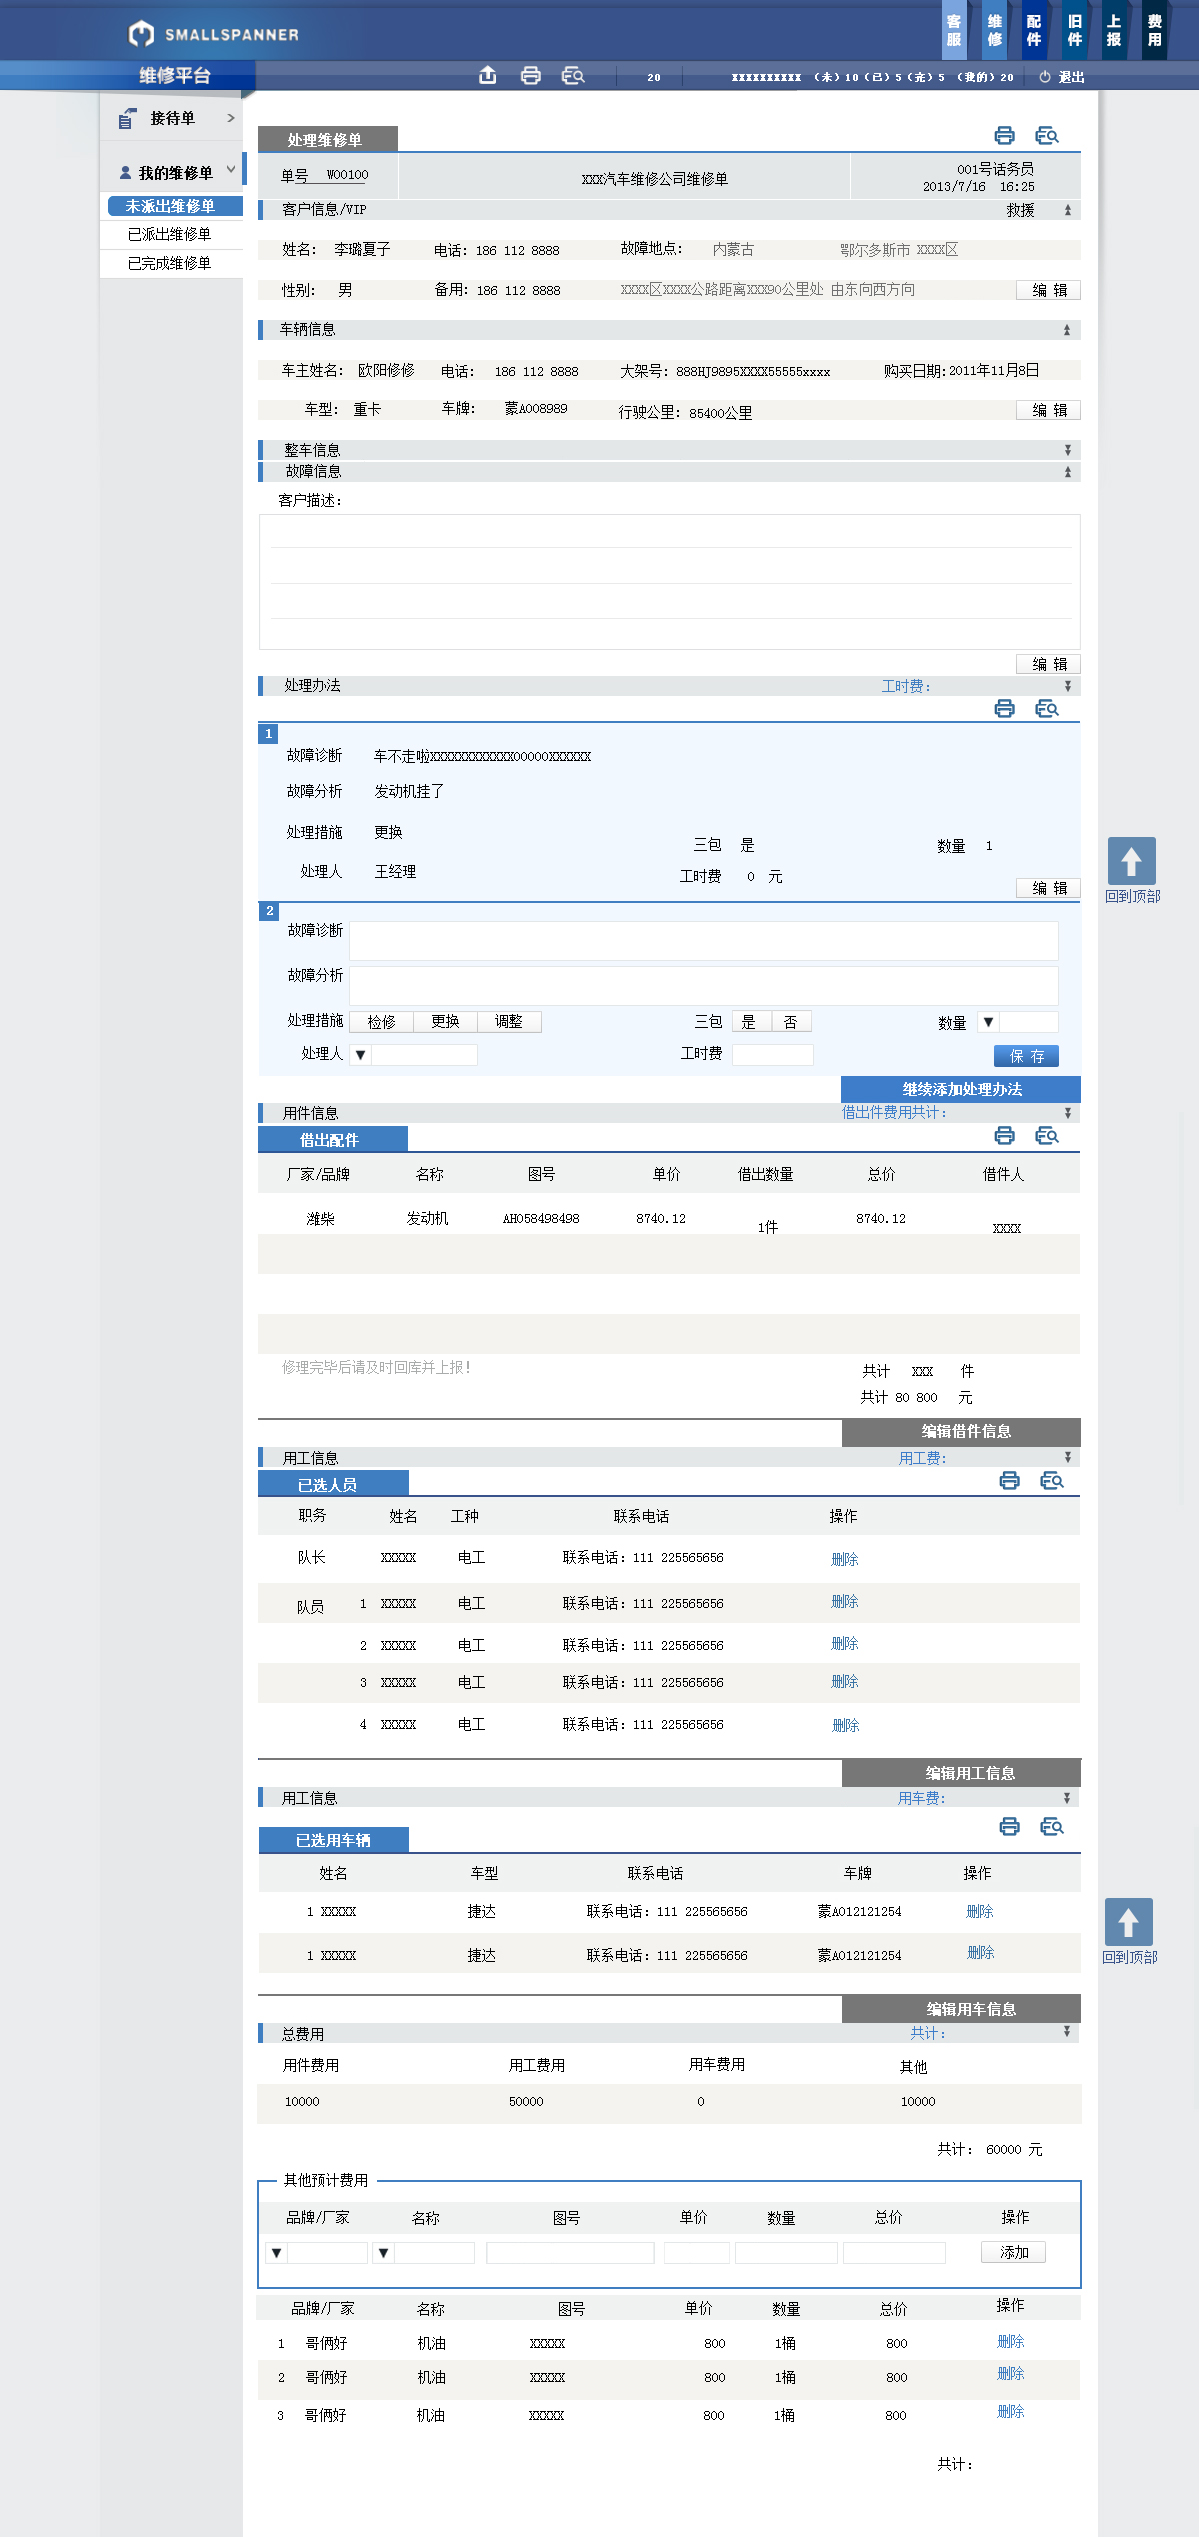 SMALLSPANNER
客服 维修 配件 旧件 上报 费用
维修平台
20 xxxxxxxxxx （未）10（已）5（完）5 （我的）20 退出
接待单
我的维修单
未派出维修单
已派出维修单
已完成维修单
处理维修单
单号 W00100
XXX汽车维修公司维修单
001号话务员
2013/7/16 16:25
客户信息/VIP 救援
姓名: 李璐夏子 电话: 186 112 8888 故障地点: 内蒙古 鄂尔多斯市 XXXX区
性别: 男 备用: 186 112 8888 XXXX区XXXX公路距离XXX90公里处 由东向西方向 编 辑
车辆信息
车主姓名: 欧阳修修 电话: 186 112 8888 大架号: 888HJ9895XXXX55555xxxx 购买日期:2011年11月8日
车型: 重卡 车牌: 蒙A008989 行驶公里: 85400公里 编 辑
整车信息
故障信息
客户描述：
编 辑
处理办法 工时费：
1
故障诊断 车不走啦XXXXXXXXXXXX00000XXXXXX
故障分析 发动机挂了
处理措施 更换 三包 是 数量 1
处理人 王经理 工时费 0 元
编 辑
回到顶部
2
故障诊断
故障分析
处理措施 检修 更换 调整 三包 是 否 数量 ▼
处理人 ▼ 工时费 保 存
继续添加处理办法
用件信息 借出件费用共计：
借出配件
厂家/品牌 名称 图号 单价 借出数量 总价 借件人
潍柴 发动机 AH058498498 8740.12 1件 8740.12 XXXX
修理完毕后请及时回库并上报!
共计 XXX 件
共计 80 800 元
编辑借件信息
用工信息 用工费:
已选人员
职务 姓名 工种 联系电话 操作
队长 XXXXX 电工 联系电话: 111 225565656 删除
队员 1 XXXXX 电工 联系电话: 111 225565656 删除
2 XXXXX 电工 联系电话: 111 225565656 删除
3 XXXXX 电工 联系电话: 111 225565656 删除
4 XXXXX 电工 联系电话: 111 225565656 删除
编辑用工信息
用工信息 用车费:
已选用车辆
姓名 车型 联系电话 车牌 操作
1 XXXXX 捷达 联系电话: 111 225565656 蒙A012121254 删除
1 XXXXX 捷达 联系电话: 111 225565656 蒙A012121254 删除
回到顶部
编辑用车信息
总费用 共计：
用件费用 用工费用 用车费用 其他
10000 50000 0 10000
共计： 60000 元
其他预计费用
品牌/厂家 名称 图号 单价 数量 总价 操作
▼ ▼ 添加
品牌/厂家 名称 图号 单价 数量 总价 操作
1 哥俩好 机油 XXXXX 800 1桶 800 删除
2 哥俩好 机油 XXXXX 800 1桶 800 删除
3 哥俩好 机油 XXXXX 800 1桶 800 删除
共计：